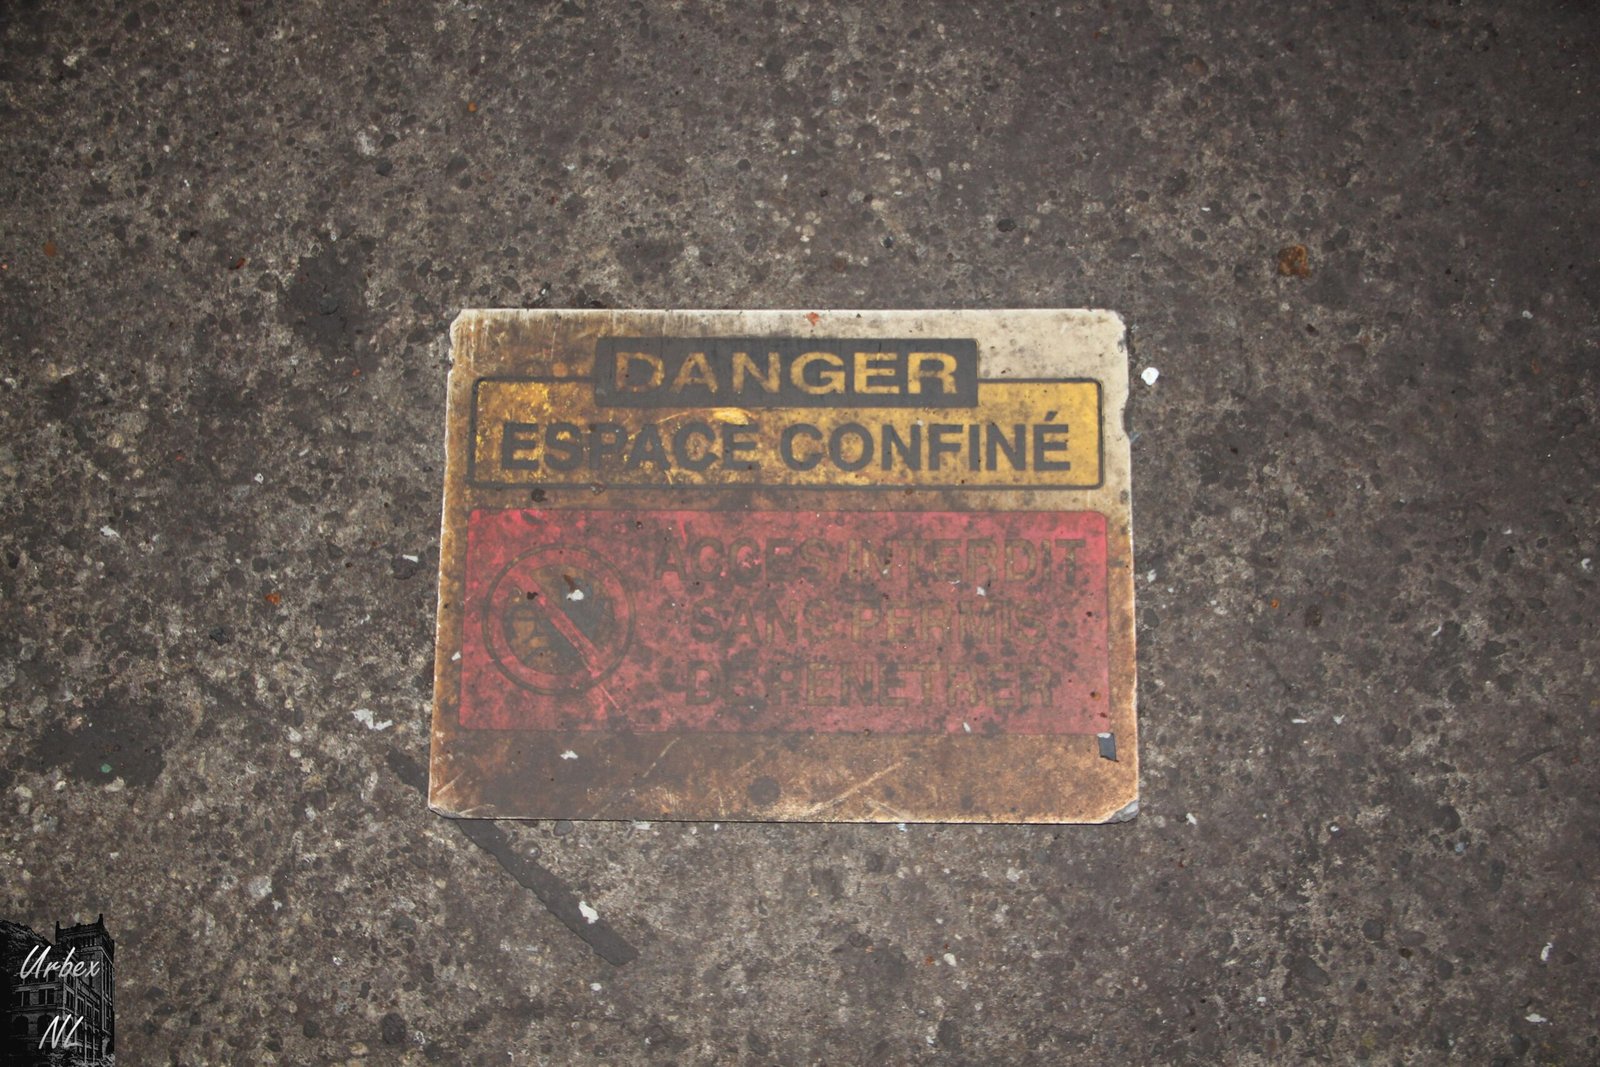 DANGER
ESPACE CONFINÉ
ACCES INTERDIT
SANS PERMIS
DE PENETRER
Urbex
NL